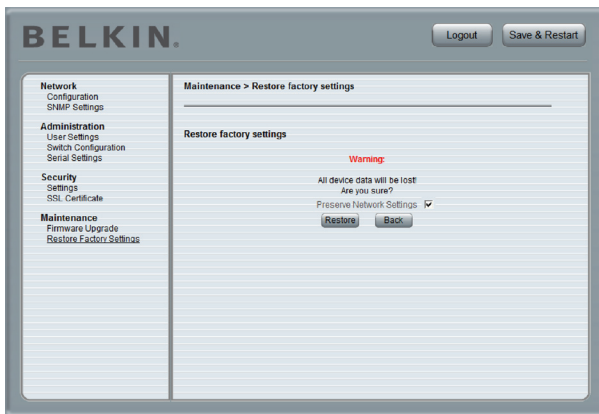 BELKIN.
Logout
Save & Restart
Network
Configuration
SNMP Settings
Administration
User Settings
Switch Configuration
Serial Settings
Security
Settings
SSL Certificate
Maintenance
Firmware Upgrade
Restore Factory Settings
Maintenance > Restore factory settings
Restore factory settings
Warning:
All device data will be lost!
Are you sure?
Preserve Network Settings
Restore
Back